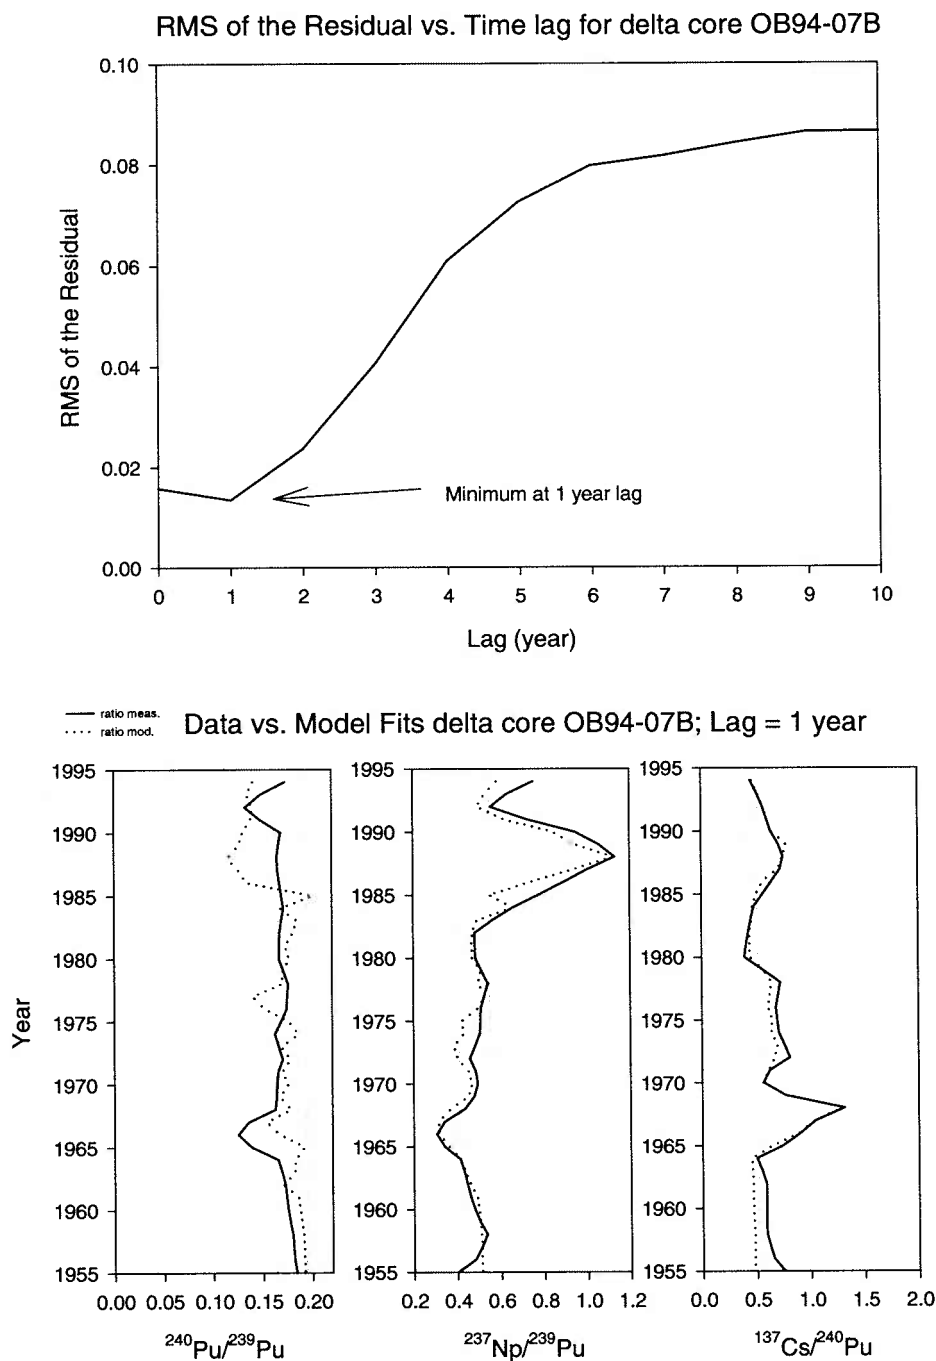 RMS of the Residual vs. Time lag for delta core OB94-07B
0.10
0.08
0.06
0.04
0.02
0.00
RMS of the Residual
Minimum at 1 year lag
0 1 2 3 4 5 6 7 8 9 10
Lag (year)
ratio meas.
ratio mod.
Data vs. Model Fits delta core OB94-07B; Lag = 1 year
Year
1995 1995 1995
1990 1990 1990
1985 1985 1985
1980 1980 1980
1975 1975 1975
1970 1970 1970
1965 1965 1965
1960 1960 1960
1955 1955 1955
0.00 0.05 0.10 0.15 0.20 0.2 0.4 0.6 0.8 1.0 1.2 0.0 0.5 1.0 1.5 2.0
²⁴⁰Pu/²³⁹Pu ²³⁷Np/²³⁹Pu ¹³⁷Cs/²⁴⁰Pu